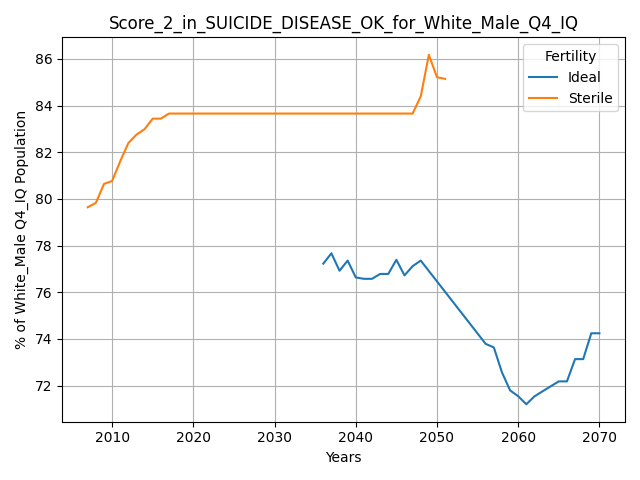 Score_2_in_SUICIDE_DISEASE_OK_for_White_Male_Q4_IQ
Fertility
Ideal
Sterile
% of White_Male Q4_IQ Population
86
84
82
80
78
76
74
72
2010 2020 2030 2040 2050 2060 2070
Years